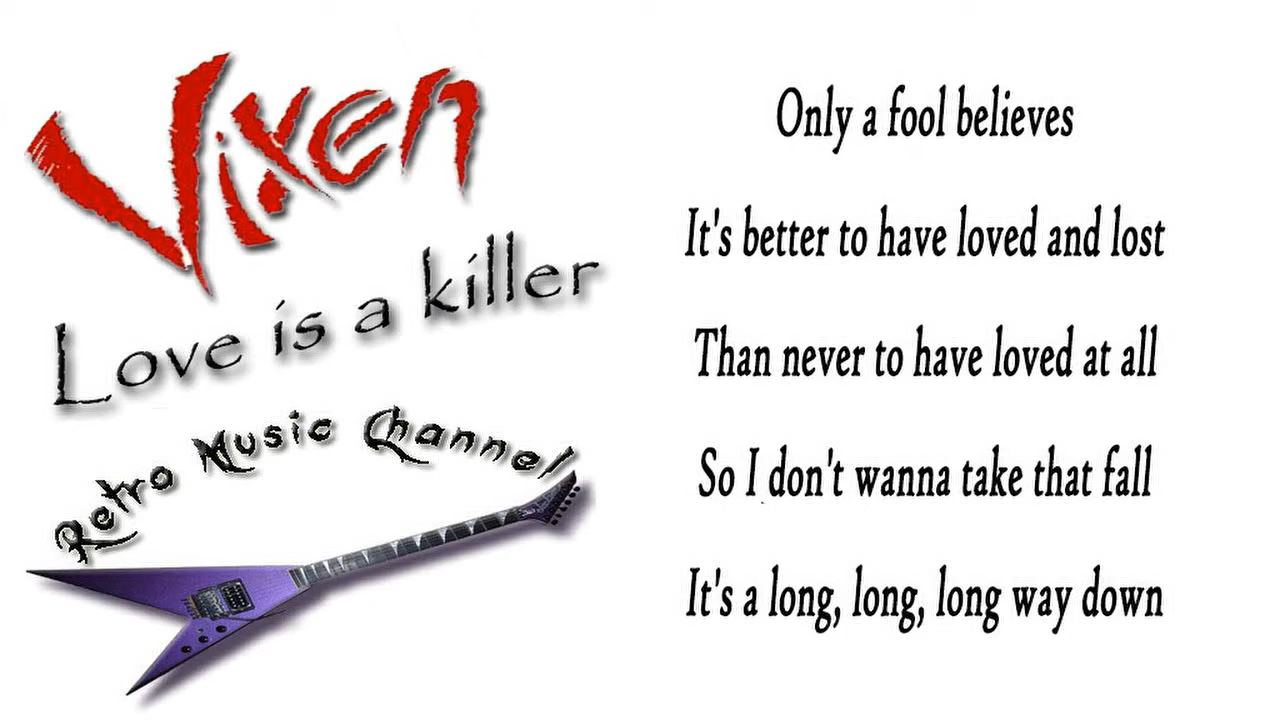 Vixen
Love is a killer
Retro Music Channel
Only a fool believes
It's better to have loved and lost
Than never to have loved at all
So I don't wanna take that fall
It's a long, long, long way down